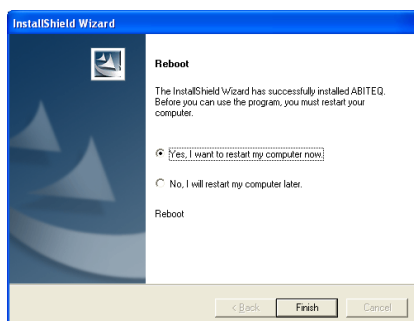 InstallShield Wizard
Reboot
The InstallShield Wizard has successfully installed ABITEQ.
Before you can use the program, you must restart your
computer.
Yes, I want to restart my computer now.
No, I will restart my computer later.
Reboot
< Back Finish Cancel